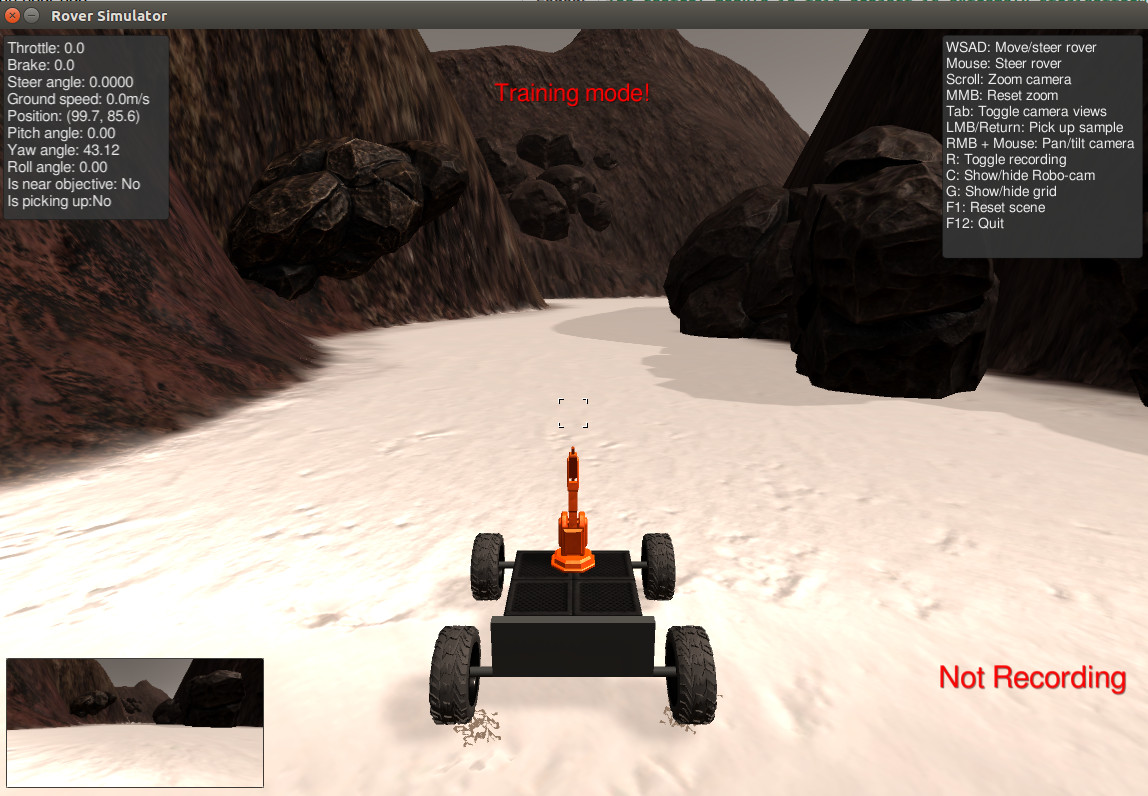 Rover Simulator
Throttle: 0.0
Brake: 0.0
Steer angle: 0.0000
Ground speed: 0.0m/s
Position: (99.7, 85.6)
Pitch angle: 0.00
Yaw angle: 43.12
Roll angle: 0.00
Is near objective: No
Is picking up:No
Training mode!
WSAD: Move/steer rover
Mouse: Steer rover
Scroll: Zoom camera
MMB: Reset zoom
Tab: Toggle camera views
LMB/Return: Pick up sample
RMB + Mouse: Pan/tilt camera
R: Toggle recording
C: Show/hide Robo-cam
G: Show/hide grid
F1: Reset scene
F12: Quit
Not Recording